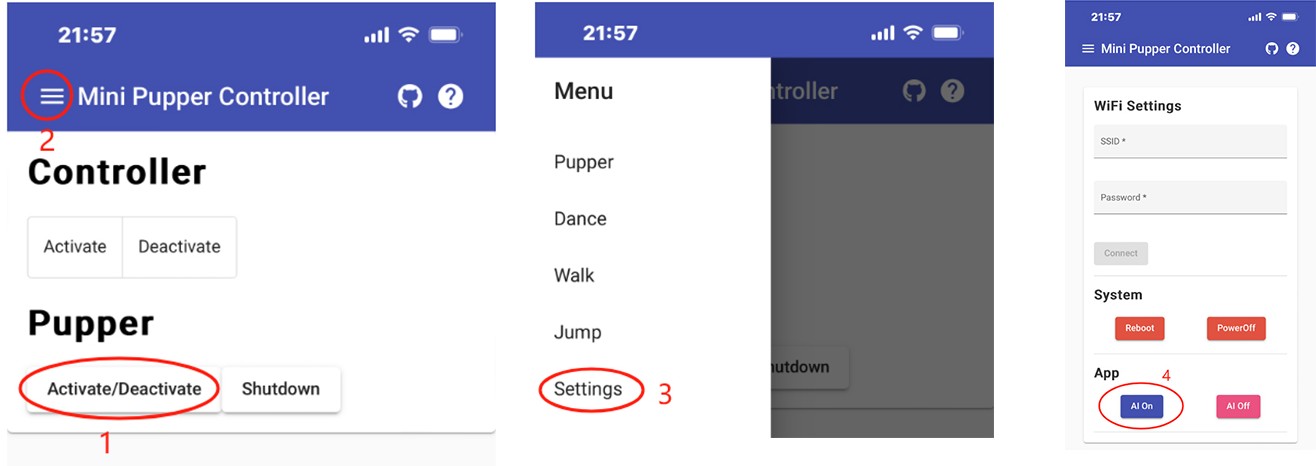 21:57
Mini Pupper Controller
?
2
Controller
Activate
Deactivate
Pupper
Activate/Deactivate
Shutdown
1
21:57
Menu
ntroller
?
Pupper
Dance
Walk
Jump
hutdown
Settings
3
21:57
Mini Pupper Controller
?
WiFi Settings
SSID *
Password *
Connect
System
Reboot
PowerOff
App
4
AI On
AI Off